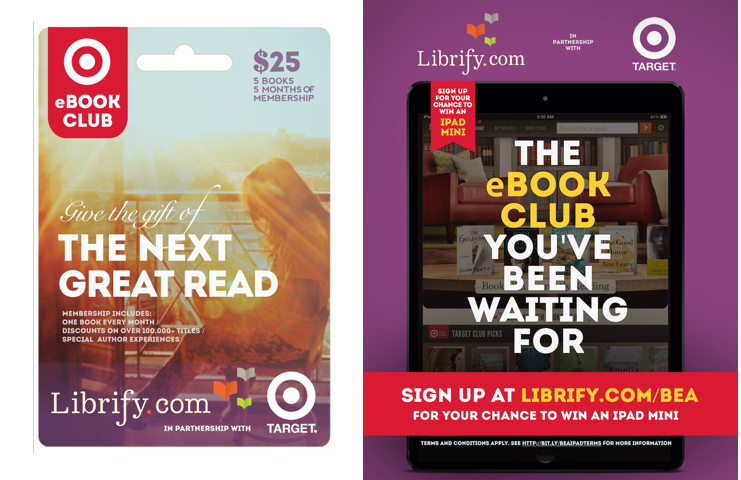 eBOOK
CLUB
$25
5 BOOKS
5 MONTHS OF
MEMBERSHIP
Give the gift of
THE NEXT
GREAT READ
MEMBERSHIP INCLUDES:
ONE BOOK EVERY MONTH /
DISCOUNTS ON OVER 100,000+ TITLES /
SPECIAL AUTHOR EXPERIENCES
Librify.com
IN PARTNERSHIP WITH
TARGET.
Librify.com
IN
PARTNERSHIP
WITH
TARGET.
SIGN UP
FOR YOUR
CHANCE TO
WIN AN
IPAD
MINI
THE
eBOOK
CLUB
YOU'VE
BEEN
WAITING
FOR
TARGET CLUB PICKS
SIGN UP AT LIBRIFY.COM/BEA
FOR YOUR CHANCE TO WIN AN IPAD MINI
TERMS AND CONDITIONS APPLY. SEE HTTP://BIT.LY/BEAIPADTERMS FOR MORE INFORMATION